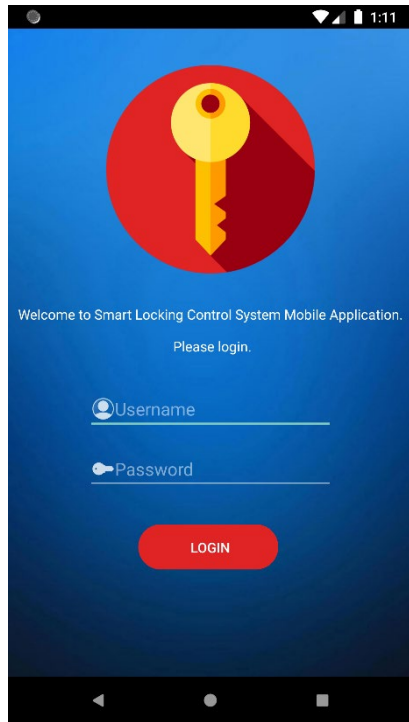 1:11
Welcome to Smart Locking Control System Mobile Application.
Please login.
Username
Password
LOGIN